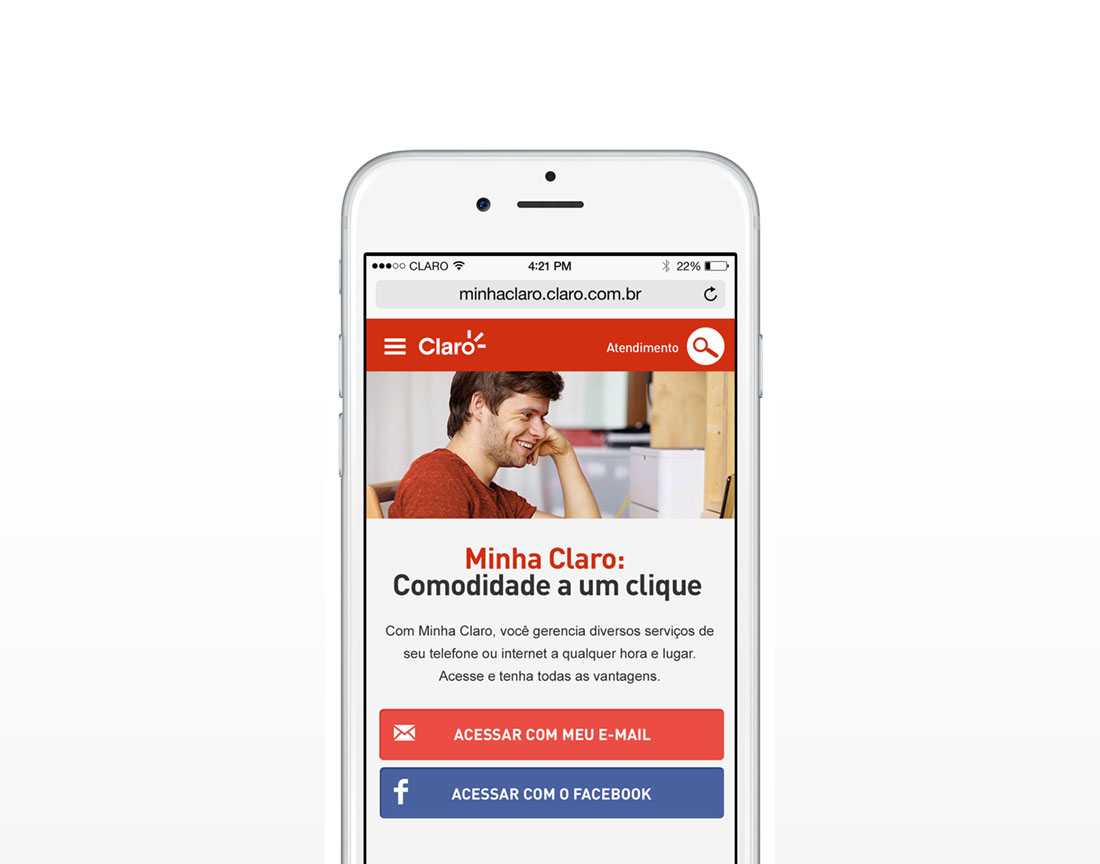 CLARO 4:21 PM 22%
minhaclaro.claro.com.br
Claro Atendimento
Minha Claro:
Comodidade a um clique
Com Minha Claro, você gerencia diversos serviços de
seu telefone ou internet a qualquer hora e lugar.
Acesse e tenha todas as vantagens.
ACESSAR COM MEU E-MAIL
f ACESSAR COM O FACEBOOK